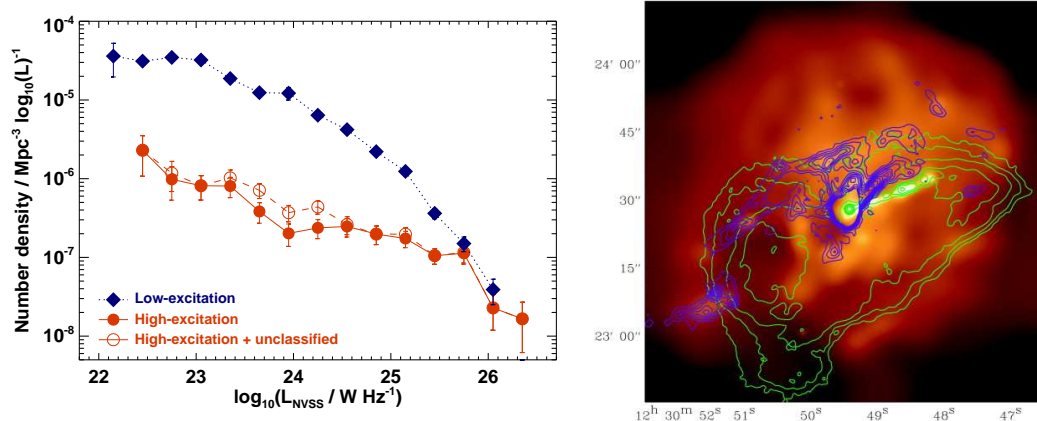 Number density / Mpc⁻³ log₁₀(L)⁻¹
10⁻⁴
10⁻⁵
10⁻⁶
10⁻⁷
10⁻⁸
Low-excitation
High-excitation
High-excitation + unclassified
22 23 24 25 26
log₁₀(L_NVSS / W Hz⁻¹)
24' 00"
45"
30"
15"
23' 00"
12ʰ 30ᵐ 52ˢ 51ˢ 50ˢ 49ˢ 48ˢ 47ˢ